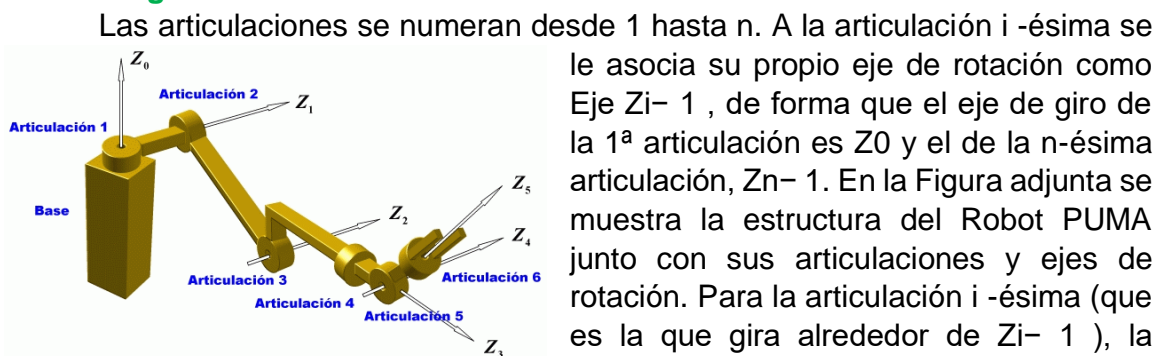 Las articulaciones se numeran desde 1 hasta n. A la articulación i -ésima se
le asocia su propio eje de rotación como
Eje Zi− 1 , de forma que el eje de giro de
la 1ª articulación es Z0 y el de la n-ésima
articulación, Zn− 1. En la Figura adjunta se
muestra la estructura del Robot PUMA
junto con sus articulaciones y ejes de
rotación. Para la articulación i -ésima (que
es la que gira alrededor de Zi− 1 ), la
Z0
Articulación 2
Z1
Articulación 1
Base
Z5
Z2
Z4
Articulación 3
Articulación 6
Articulación 4
Articulación 5
Z3